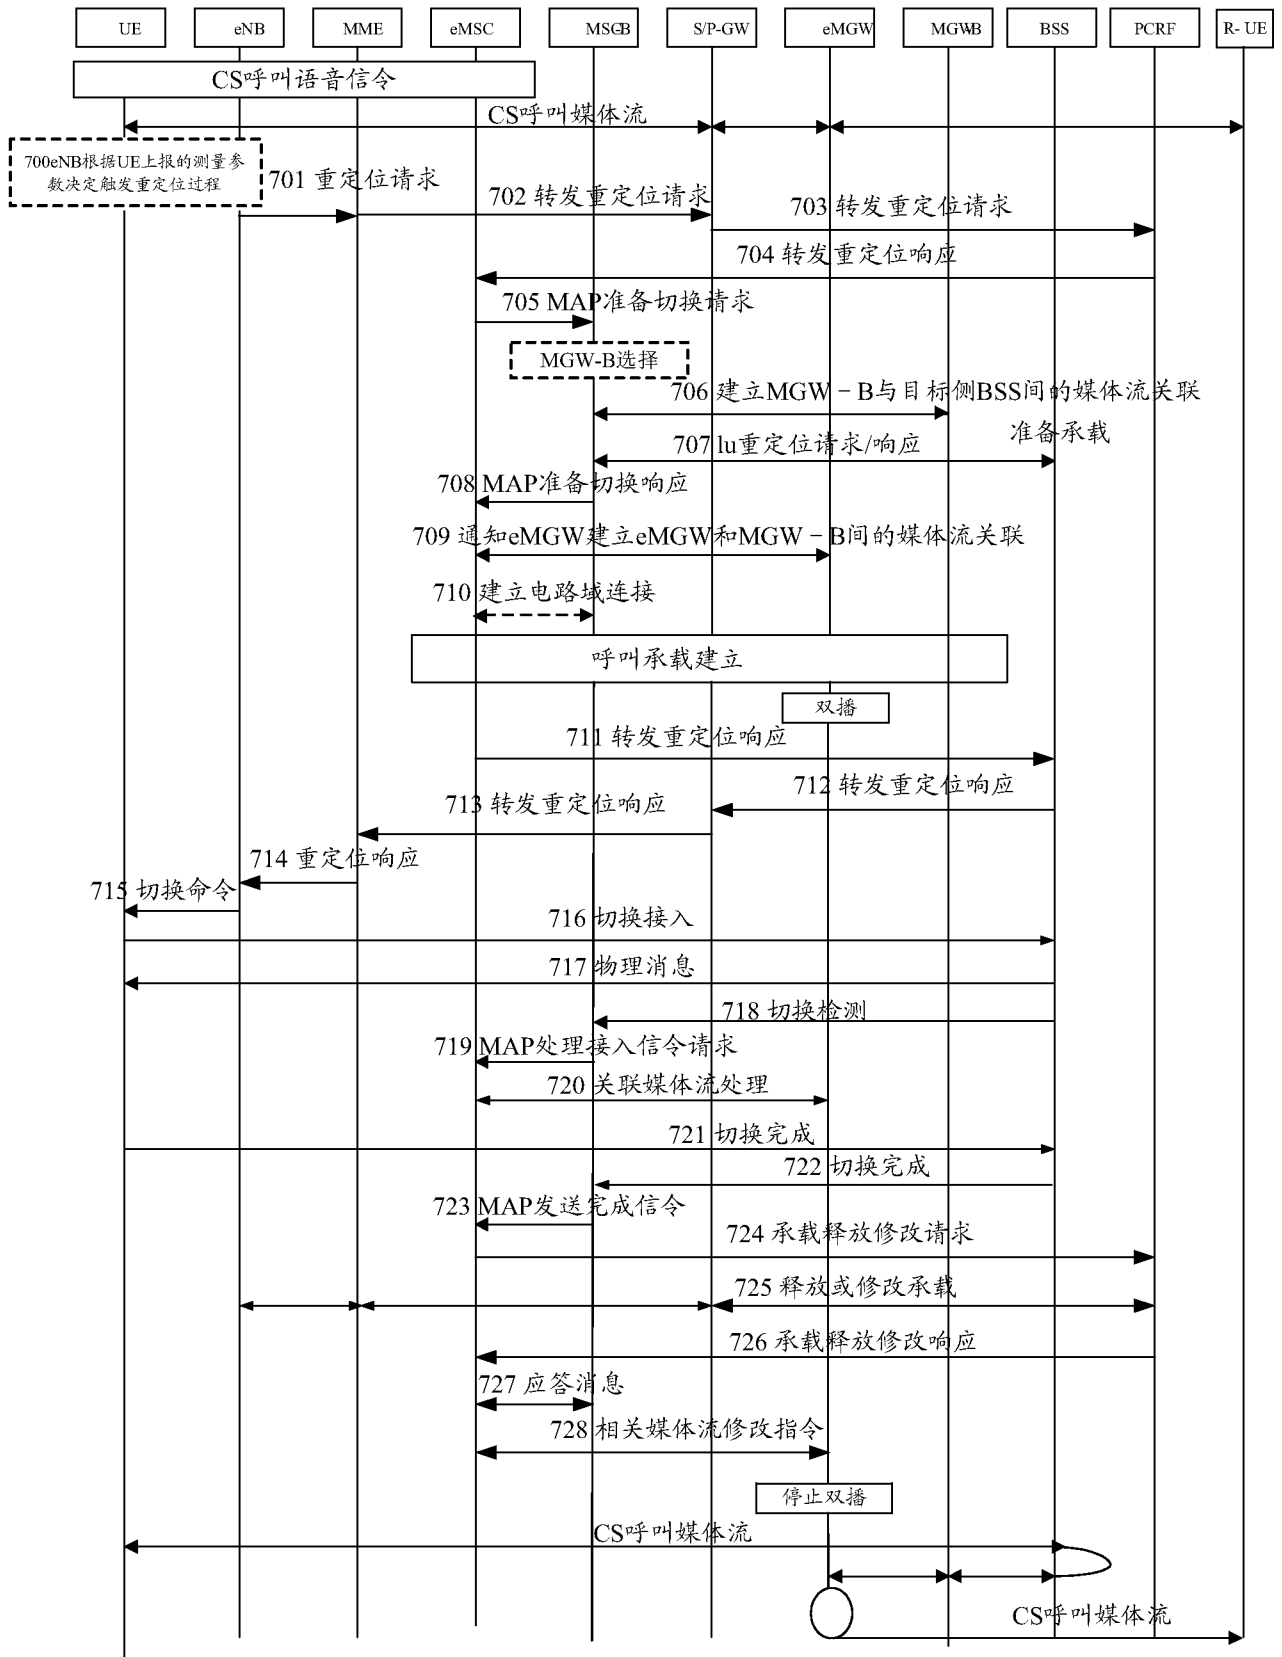 UE eNB MME eMSC MSC-B S/P-GW eMGW MGW-B BSS PCRF R- UE
CS呼叫语音信令
CS呼叫媒体流
700eNB根据UE上报的测量参
数决定触发重定位过程
701 重定位请求
702 转发重定位请求
703 转发重定位请求
704 转发重定位响应
705 MAP准备切换请求
MGW-B选择
706 建立MGW－B与目标侧BSS间的媒体流关联
准备承载
707 lu重定位请求/响应
708 MAP准备切换响应
709 通知eMGW建立eMGW和MGW－B间的媒体流关联
710 建立电路域连接
呼叫承载建立
双播
711 转发重定位响应
712 转发重定位响应
713 转发重定位响应
714 重定位响应
715 切换命令
716 切换接入
717 物理消息
718 切换检测
719 MAP处理接入信令请求
720 关联媒体流处理
721 切换完成
722 切换完成
723 MAP发送完成信令
724 承载释放修改请求
725 释放或修改承载
726 承载释放修改响应
727 应答消息
728 相关媒体流修改指令
停止双播
CS呼叫媒体流
CS呼叫媒体流